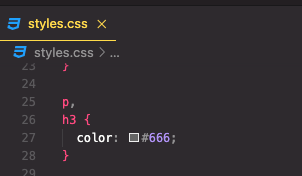 styles.css ×
styles.css > ...
23 }
24
25 p,
26 h3 {
27 color: #666;
28 }
29